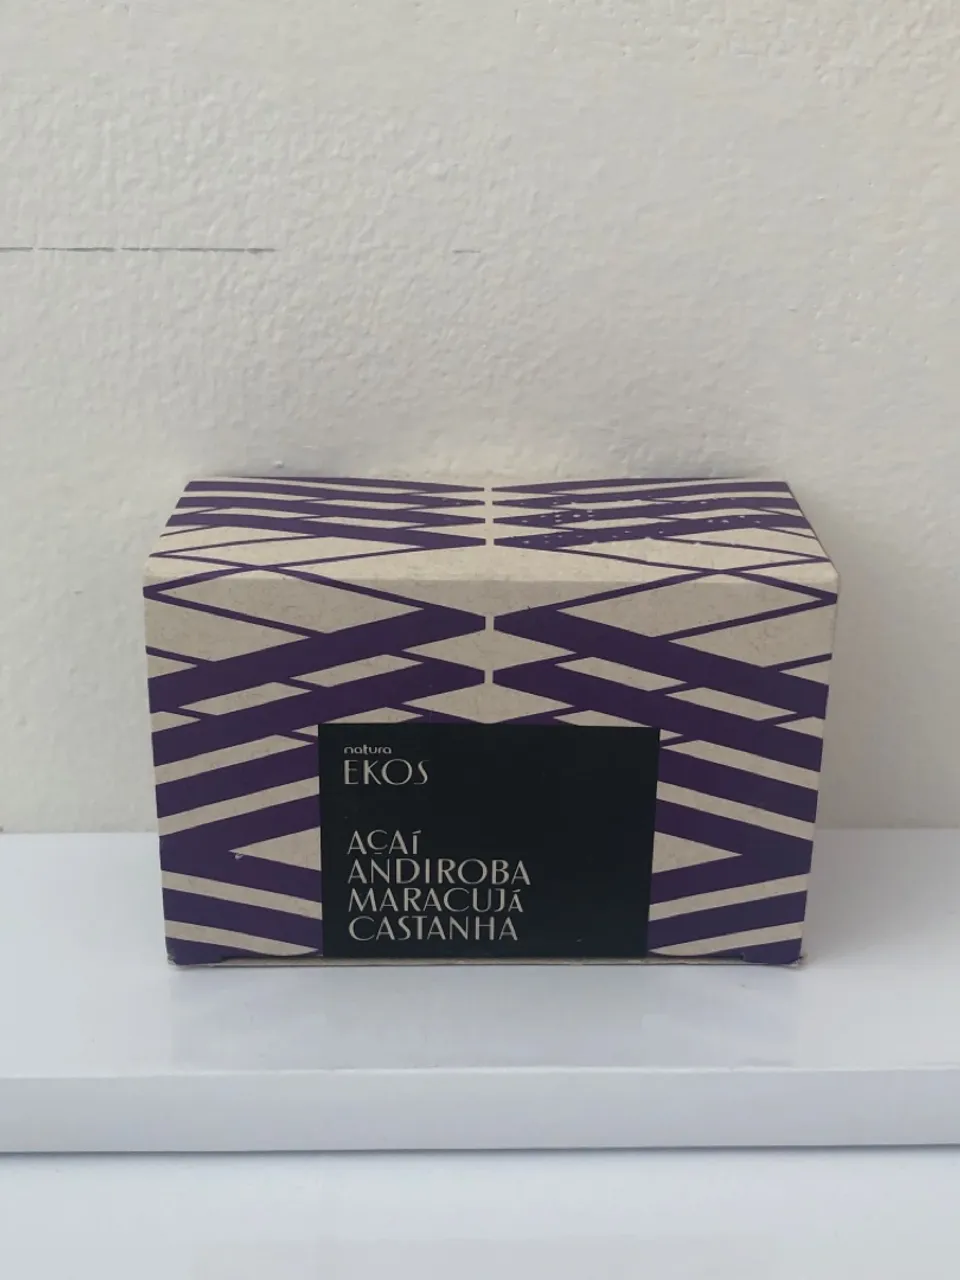 natura
EKOS
AÇAÍ
ANDIROBA
MARACUJÁ
CASTANHA